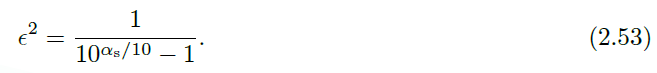 ϵ² = 1 / (10^{αₛ/10} − 1). (2.53)